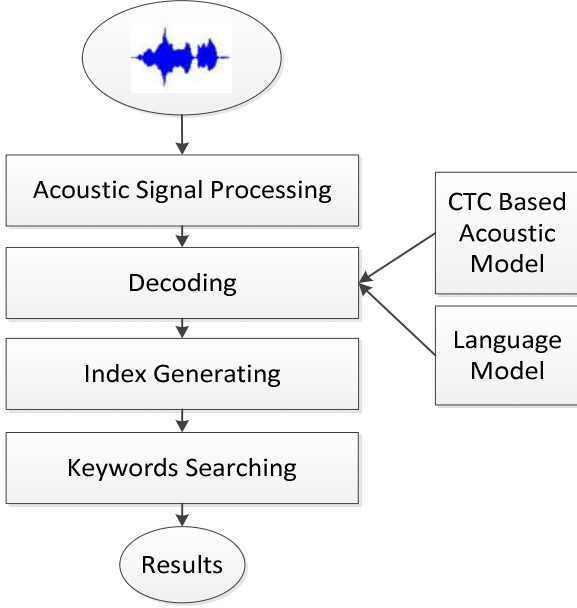 Acoustic Signal Processing
CTC Based
Acoustic
Model
Decoding
Language
Model
Index Generating
Keywords Searching
Results